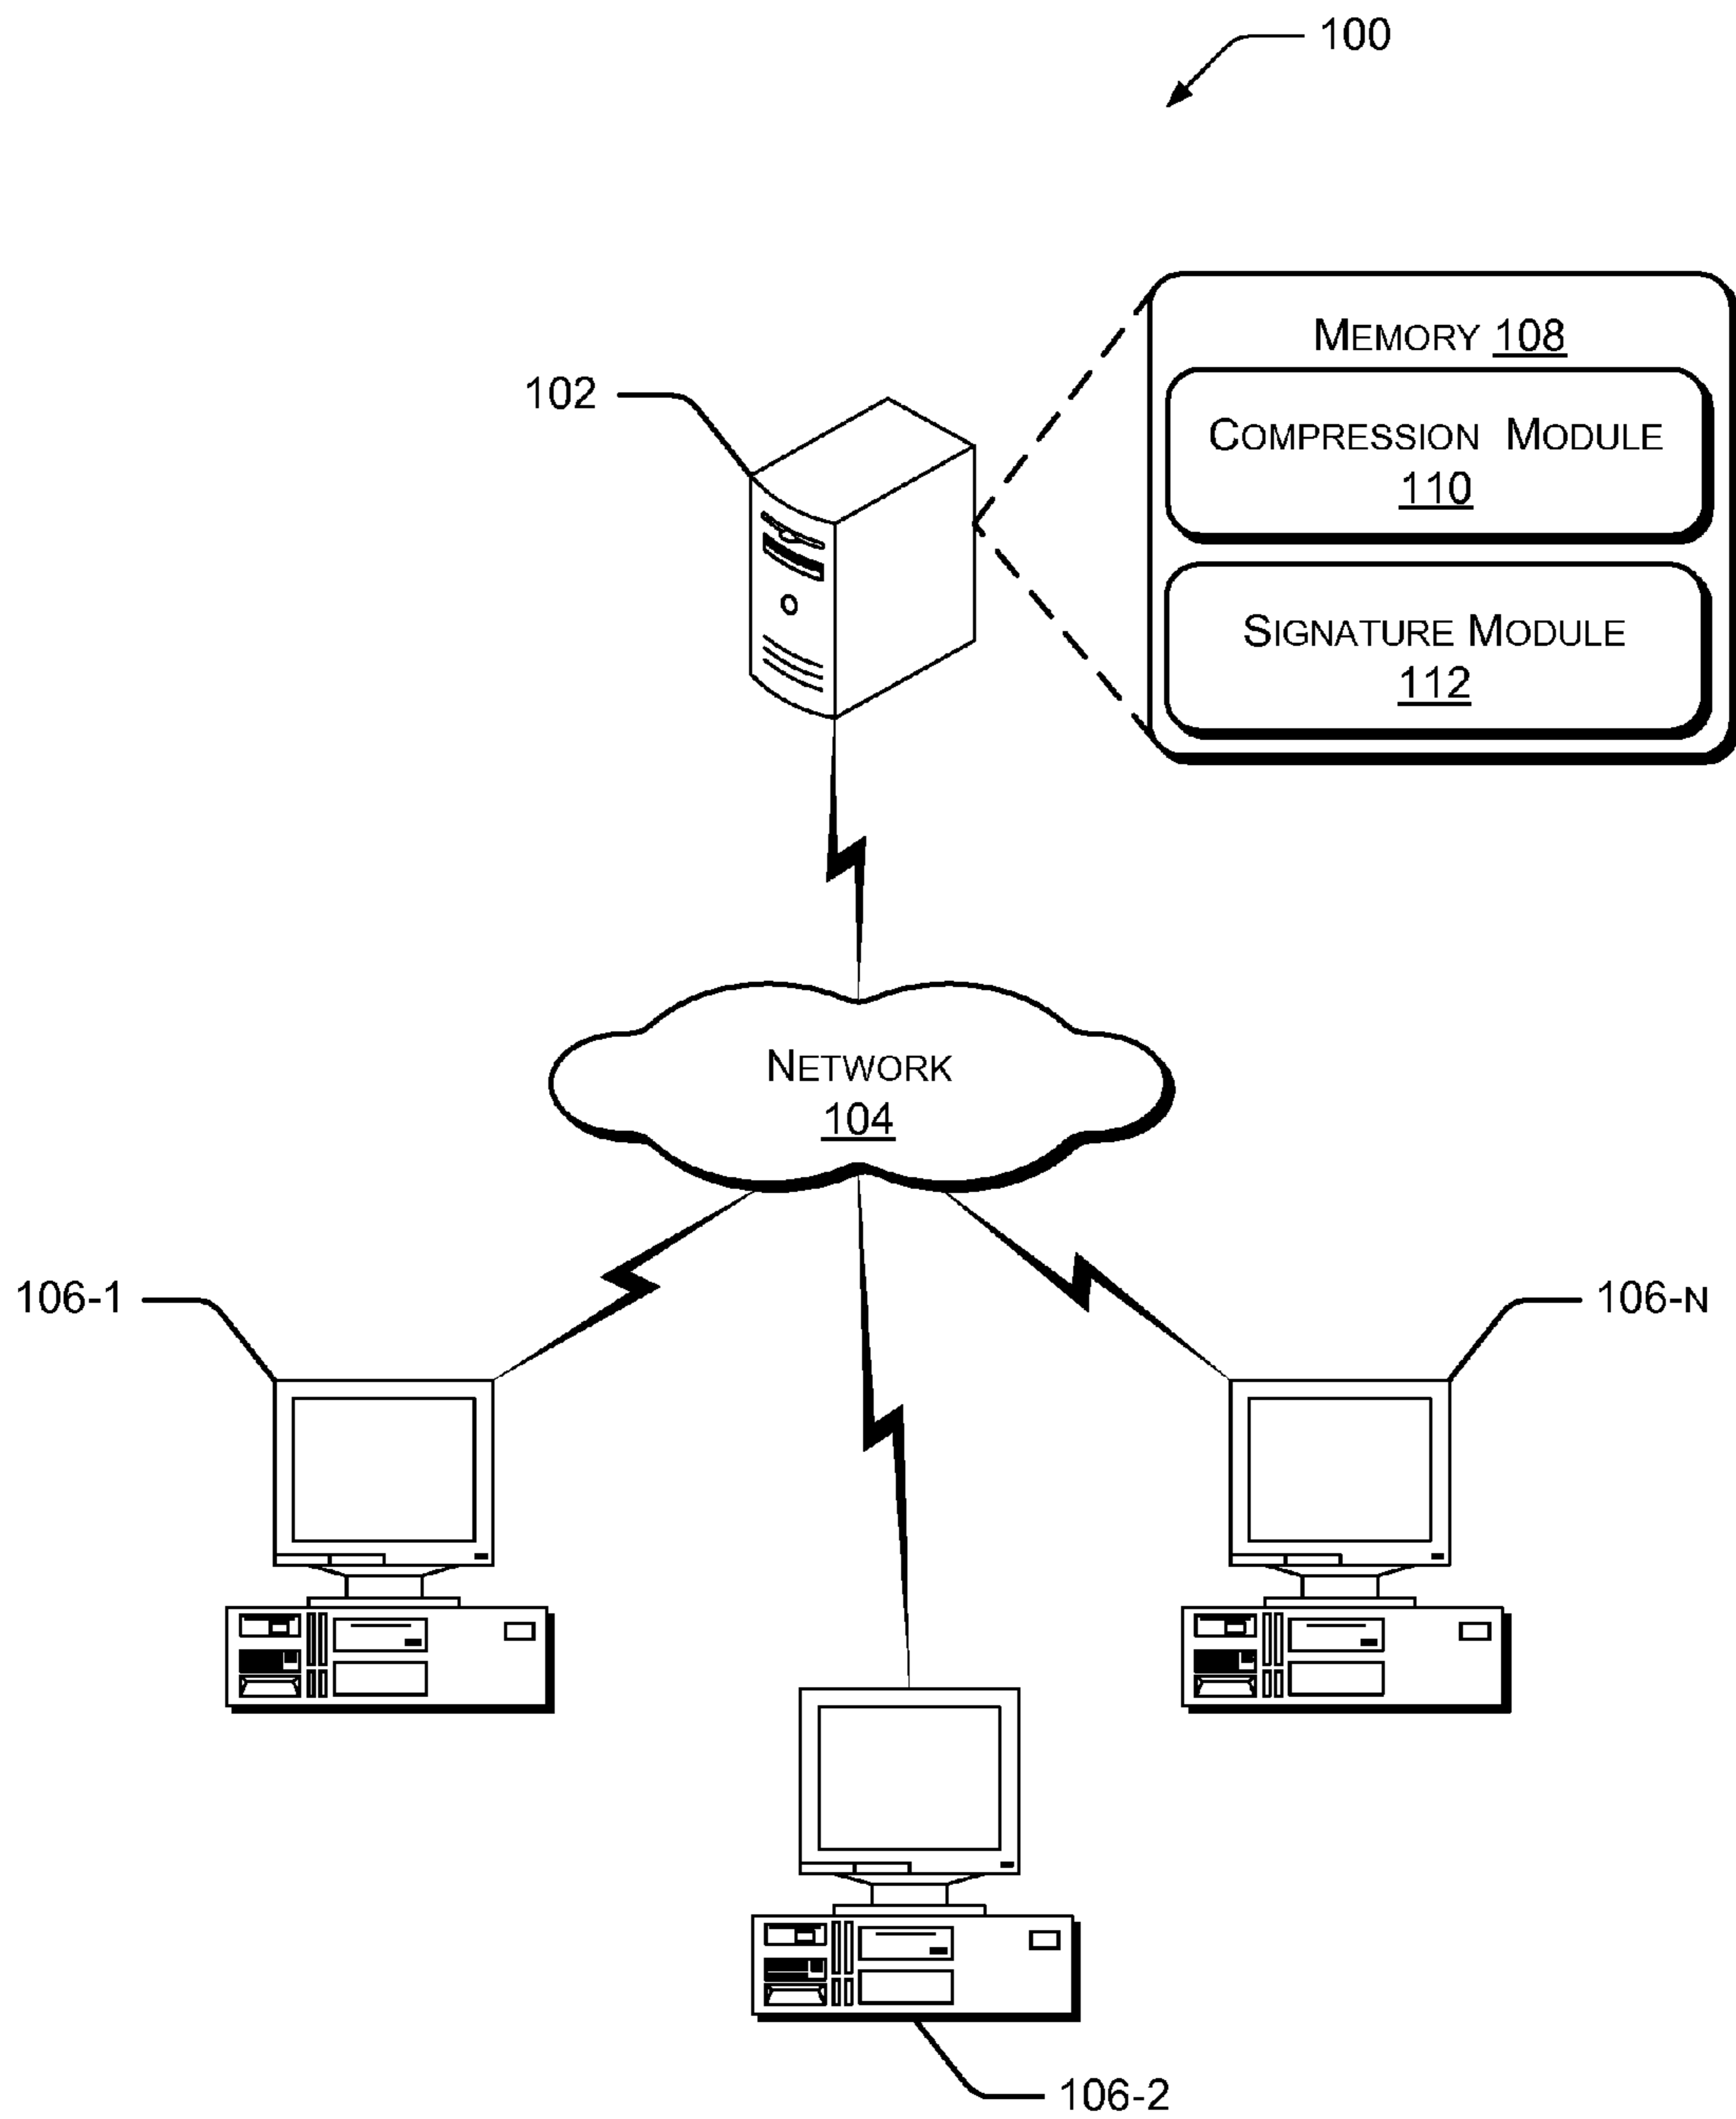 100
MEMORY 108
102
COMPRESSION MODULE
110
SIGNATURE MODULE
112
NETWORK
104
106-1
106-N
106-2